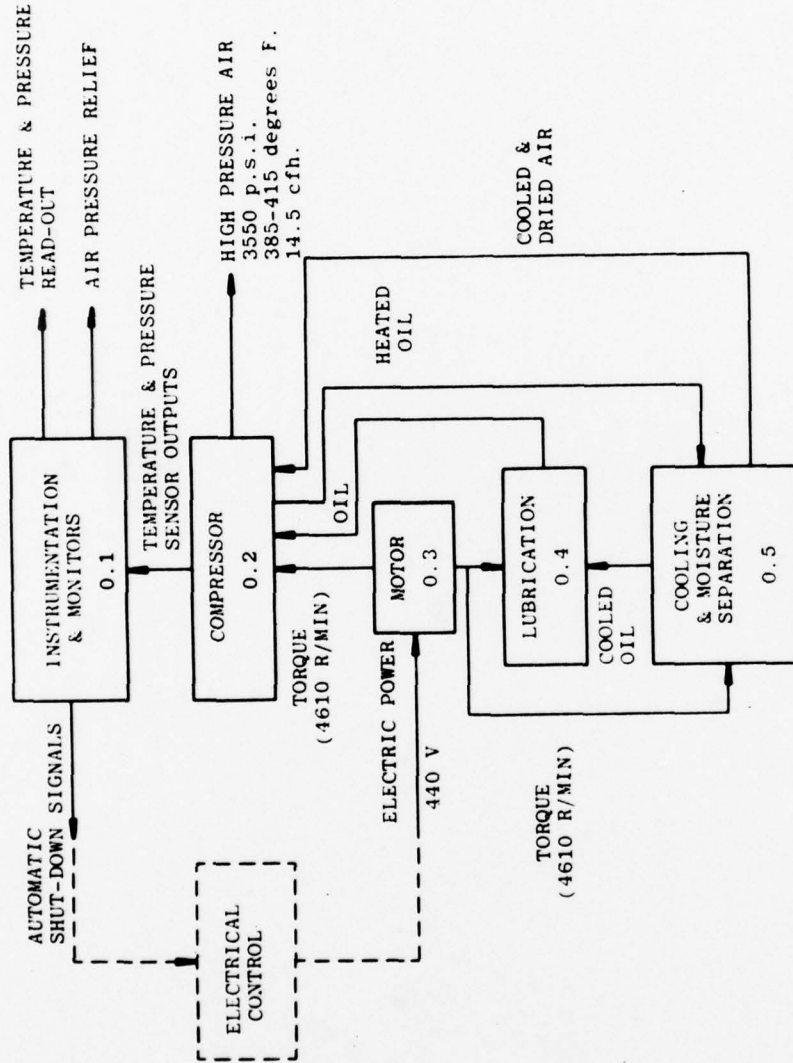 AUTOMATIC
SHUT-DOWN SIGNALS
INSTRUMENTATION
& MONITORS
0.1
TEMPERATURE & PRESSURE
READ-OUT
AIR PRESSURE RELIEF
TEMPERATURE & PRESSURE
SENSOR OUTPUTS
ELECTRICAL
CONTROL
COMPRESSOR
0.2
HIGH PRESSURE AIR
3550 p.s.i.
385-415 degrees F.
14.5 cfh.
TORQUE
(4610 R/MIN)
OIL
ELECTRIC POWER
440 V
MOTOR
0.3
HEATED
OIL
LUBRICATION
0.4
COOLED &
DRIED AIR
COOLED
OIL
TORQUE
(4610 R/MIN)
COOLING
& MOISTURE
SEPARATION
0.5